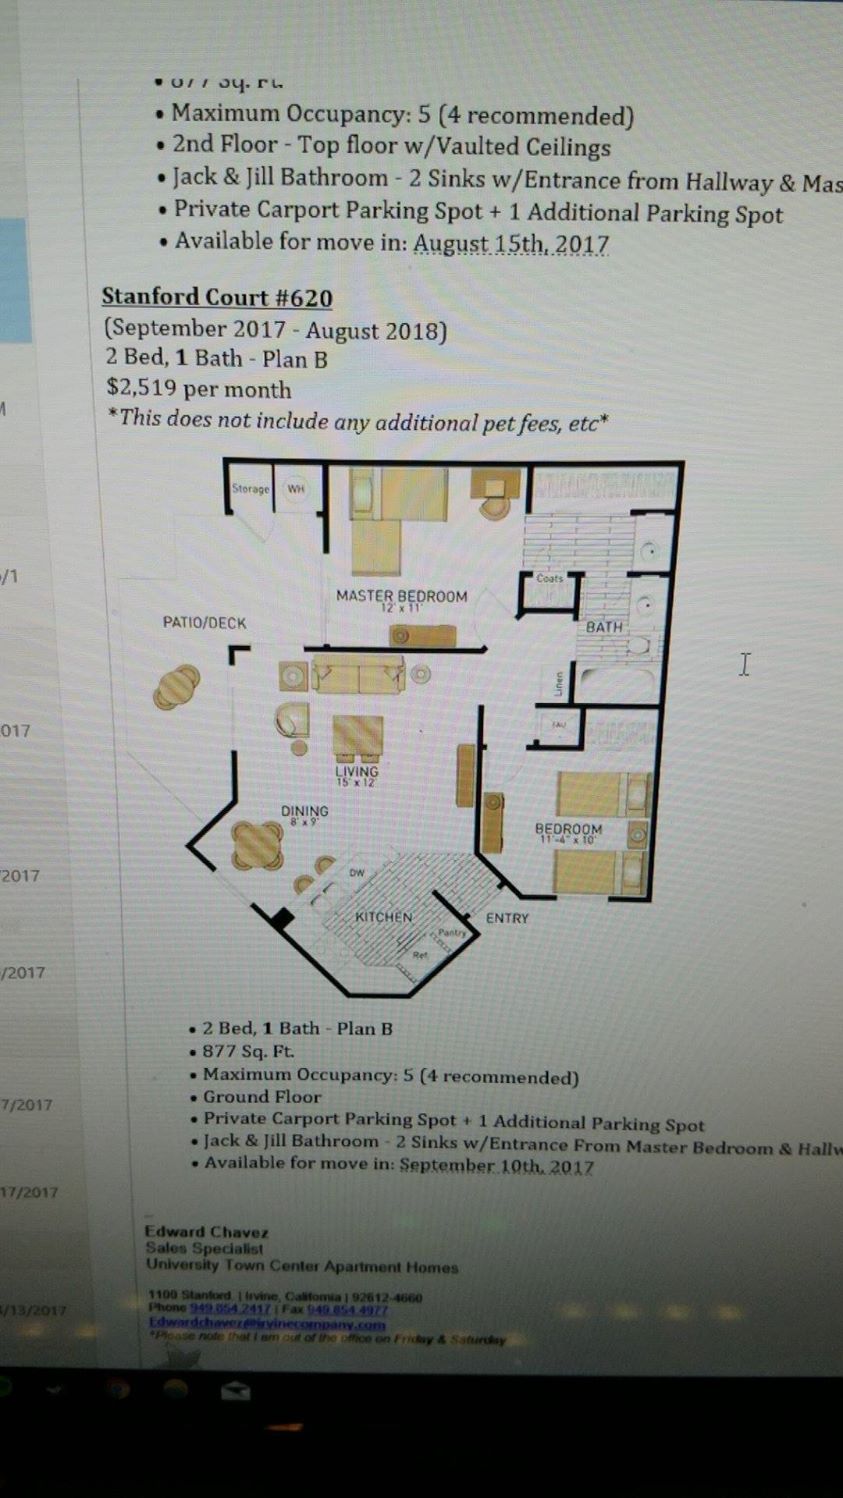 • 877 Sq. Ft.
• Maximum Occupancy: 5 (4 recommended)
• 2nd Floor - Top floor w/Vaulted Ceilings
• Jack & Jill Bathroom - 2 Sinks w/Entrance from Hallway & Mas
• Private Carport Parking Spot + 1 Additional Parking Spot
• Available for move in: August 15th, 2017
Stanford Court #620
(September 2017 - August 2018)
2 Bed, 1 Bath - Plan B
$2,519 per month
*This does not include any additional pet fees, etc*
Storage
WH
Coats
MASTER BEDROOM
12' x 11'
PATIO/DECK
BATH
Linen
FAU
LIVING
15' x 12'
DINING
8' x 9'
BEDROOM
11'-4" x 10'
DW
KITCHEN
ENTRY
Pantry
Ref
• 2 Bed, 1 Bath - Plan B
• 877 Sq. Ft.
• Maximum Occupancy: 5 (4 recommended)
• Ground Floor
• Private Carport Parking Spot + 1 Additional Parking Spot
• Jack & Jill Bathroom - 2 Sinks w/Entrance From Master Bedroom & Hallw
• Available for move in: September 10th, 2017
Edward Chavez
Sales Specialist
University Town Center Apartment Homes
1100 Stanford. | Irvine, California | 92612-4660
Phone 949.854.2417 | Fax 949.854.4977
Edwardchavez@irvinecompany.com
*Please note that I am out of the office on Friday & Saturday
M
/1
017
/2017
/2017
7/2017
17/2017
/13/2017